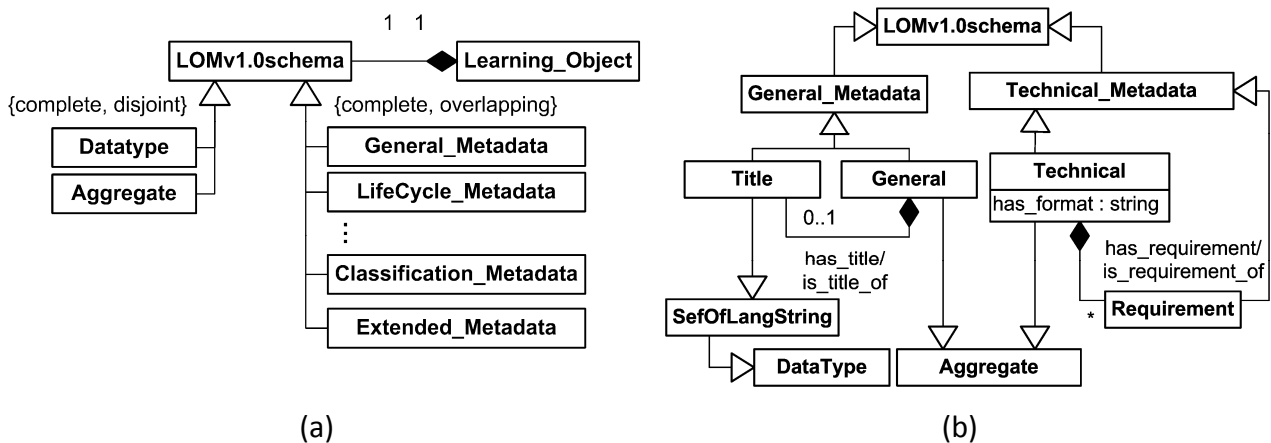 1 1
LOMv1.0schema
Learning_Object
{complete, disjoint}
{complete, overlapping}
Datatype
Aggregate
General_Metadata
LifeCycle_Metadata
⋮
Classification_Metadata
Extended_Metadata
(a)
LOMv1.0schema
General_Metadata
Technical_Metadata
Title
General
Technical
has_format : string
0..1
has_title/
is_title_of
has_requirement/
is_requirement_of
SefOfLangString
Requirement
*
DataType
Aggregate
(b)